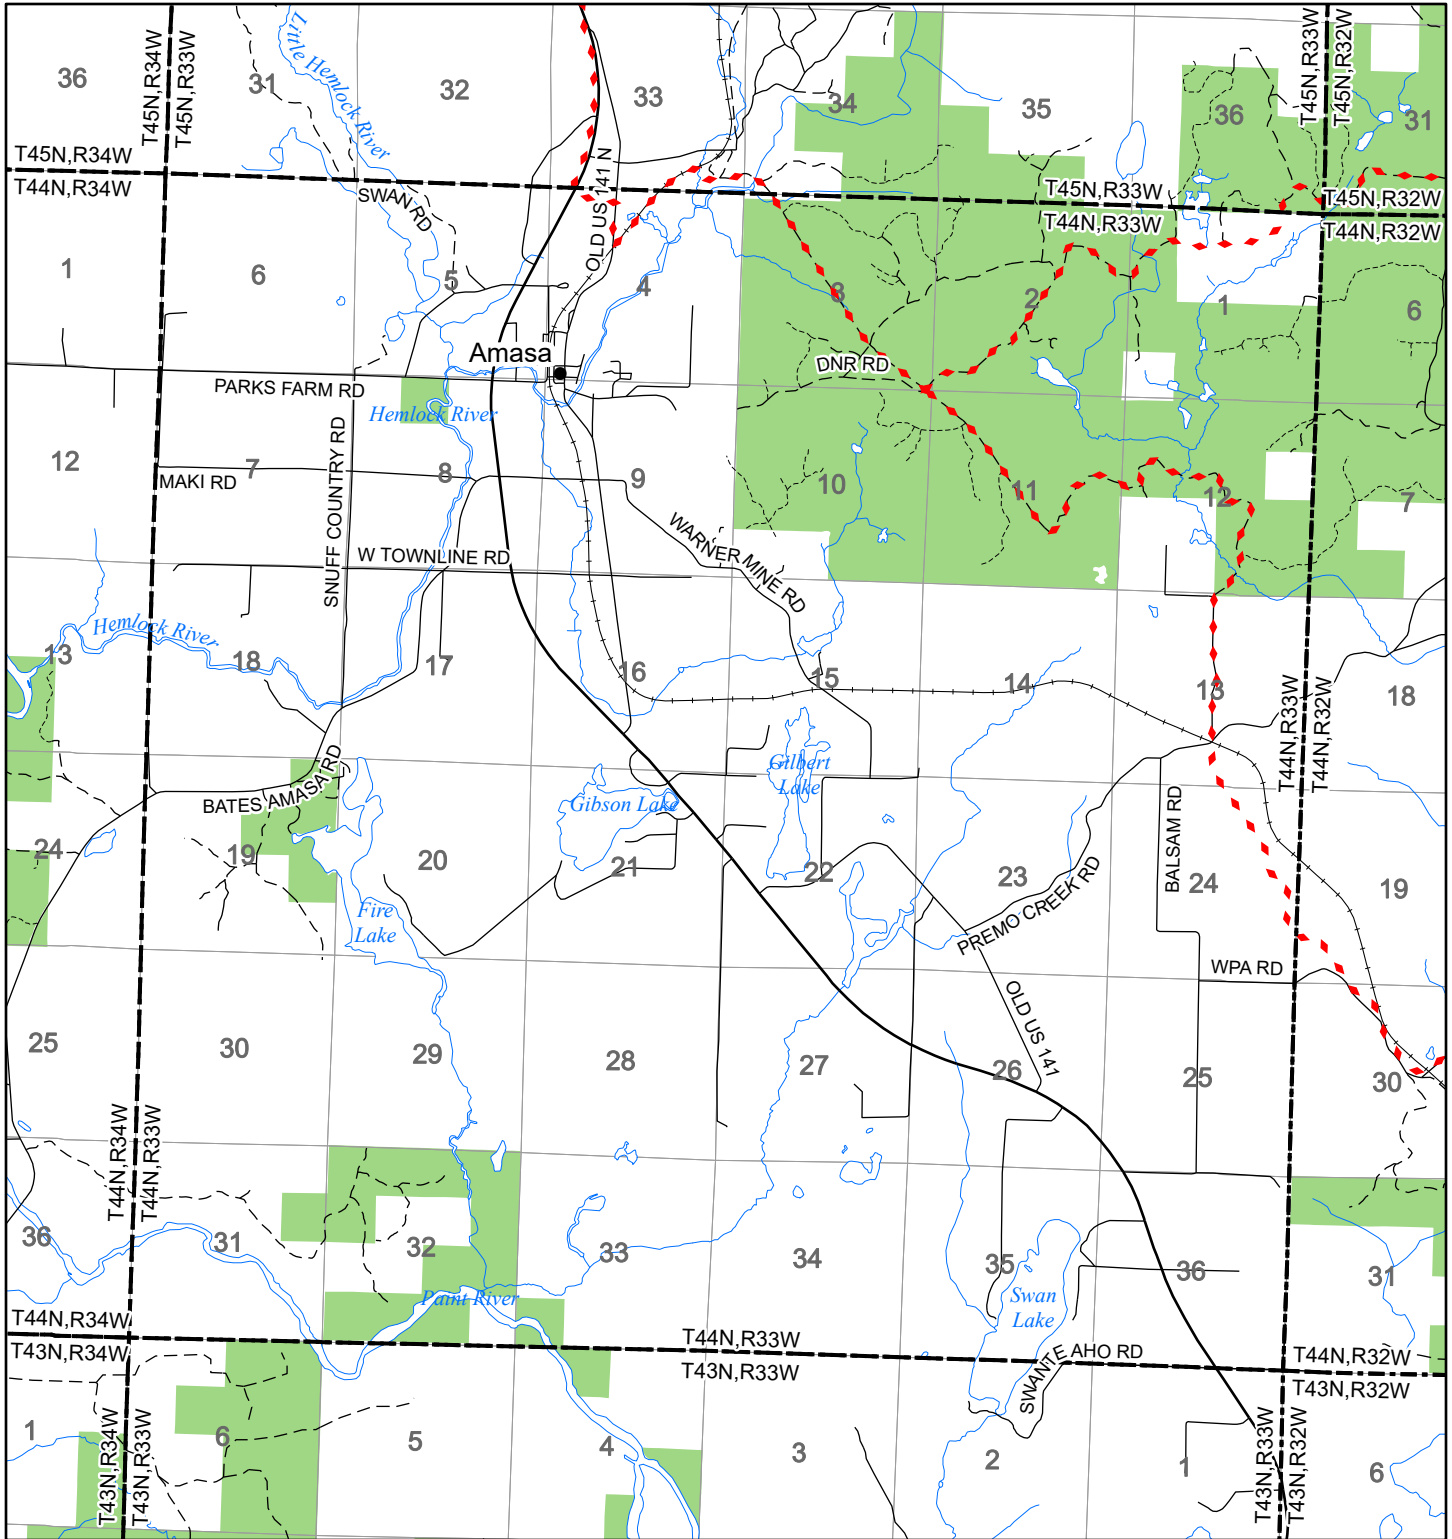 36
31
32
33
34
35
36
31
T45N,R34W
T45N,R33W
Little Hemlock River
T45N,R33W
T45N,R32W
T45N,R34W
T44N,R34W
SWAN RD
OLD US 141 N
T45N,R33W
T44N,R33W
T45N,R32W
T44N,R32W
1
6
5
4
3
2
1
6
Amasa
DNR RD
PARKS FARM RD
Hemlock River
SNUFF COUNTRY RD
12
7
8
9
10
11
12
7
MAKI RD
W TOWNLINE RD
WARNER MINE RD
Hemlock River
13
18
17
16
15
14
13
18
T44N,R33W
T44N,R32W
BATES AMASA RD
Gibson Lake
Gilbert
Lake
BALSAM RD
24
19
20
21
22
23
24
19
Fire
Lake
PREMO CREEK RD
WPA RD
OLD US 141
25
30
29
28
27
26
25
30
T44N,R34W
T44N,R33W
36
31
32
33
34
35
36
31
Paint River
Swan
Lake
T44N,R34W
T43N,R34W
T44N,R33W
T43N,R33W
SWANTE AHO RD
T44N,R32W
T43N,R32W
1
6
5
4
3
2
1
6
T43N,R34W
T43N,R33W
T43N,R33W
T43N,R32W